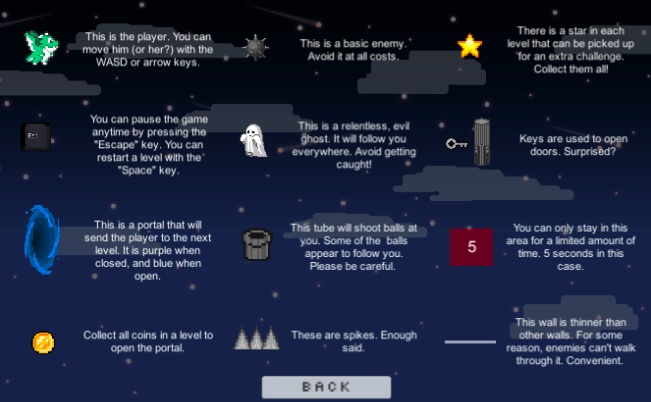 This is the player. You can
move him (or her?) with the
WASD or arrow keys.
This is a basic enemy.
Avoid it at all costs.
There is a star in each
level that can be picked up
for an extra challenge.
Collect them all!
You can pause the game
anytime by pressing the
"Escape" key. You can
restart a level with the
"Space" key.
This is a relentless, evil
ghost. It will follow you
everywhere. Avoid getting
caught!
Keys are used to open
doors. Surprised?
This is a portal that will
send the player to the next
level. It is purple when
closed, and blue when
open.
This tube will shoot balls at
you. Some of the balls
appear to follow you.
Please be careful.
5
You can only stay in this
area for a limited amount of
time. 5 seconds in this
case.
Collect all coins in a level to
open the portal.
These are spikes. Enough
said.
This wall is thinner than
other walls. For some
reason, enemies can't walk
through it. Convenient.
BACK